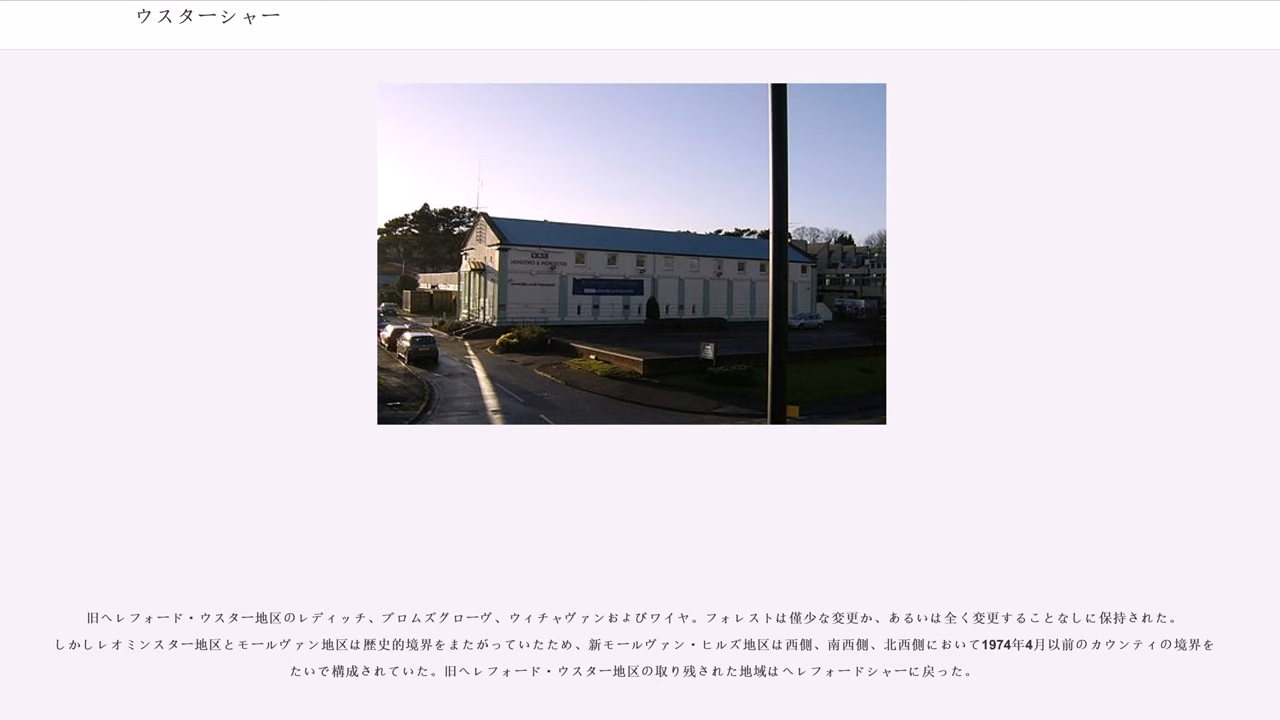 ウスターシャー
BBC
HEREFORD & WORCESTER
旧ヘレフォード・ウスター地区のレディッチ、ブロムズグローヴ、ウィチャヴァンおよびワイヤ。フォレストは僅少な変更か、あるいは全く変更することなしに保持された。
しかしレオミンスター地区とモールヴァン地区は歴史的境界をまたがっていたため、新モールヴァン・ヒルズ地区は西側、南西側、北西側において1974年4月以前のカウンティの境界を
たいで構成されていた。旧ヘレフォード・ウスター地区の取り残された地域はヘレフォードシャーに戻った。